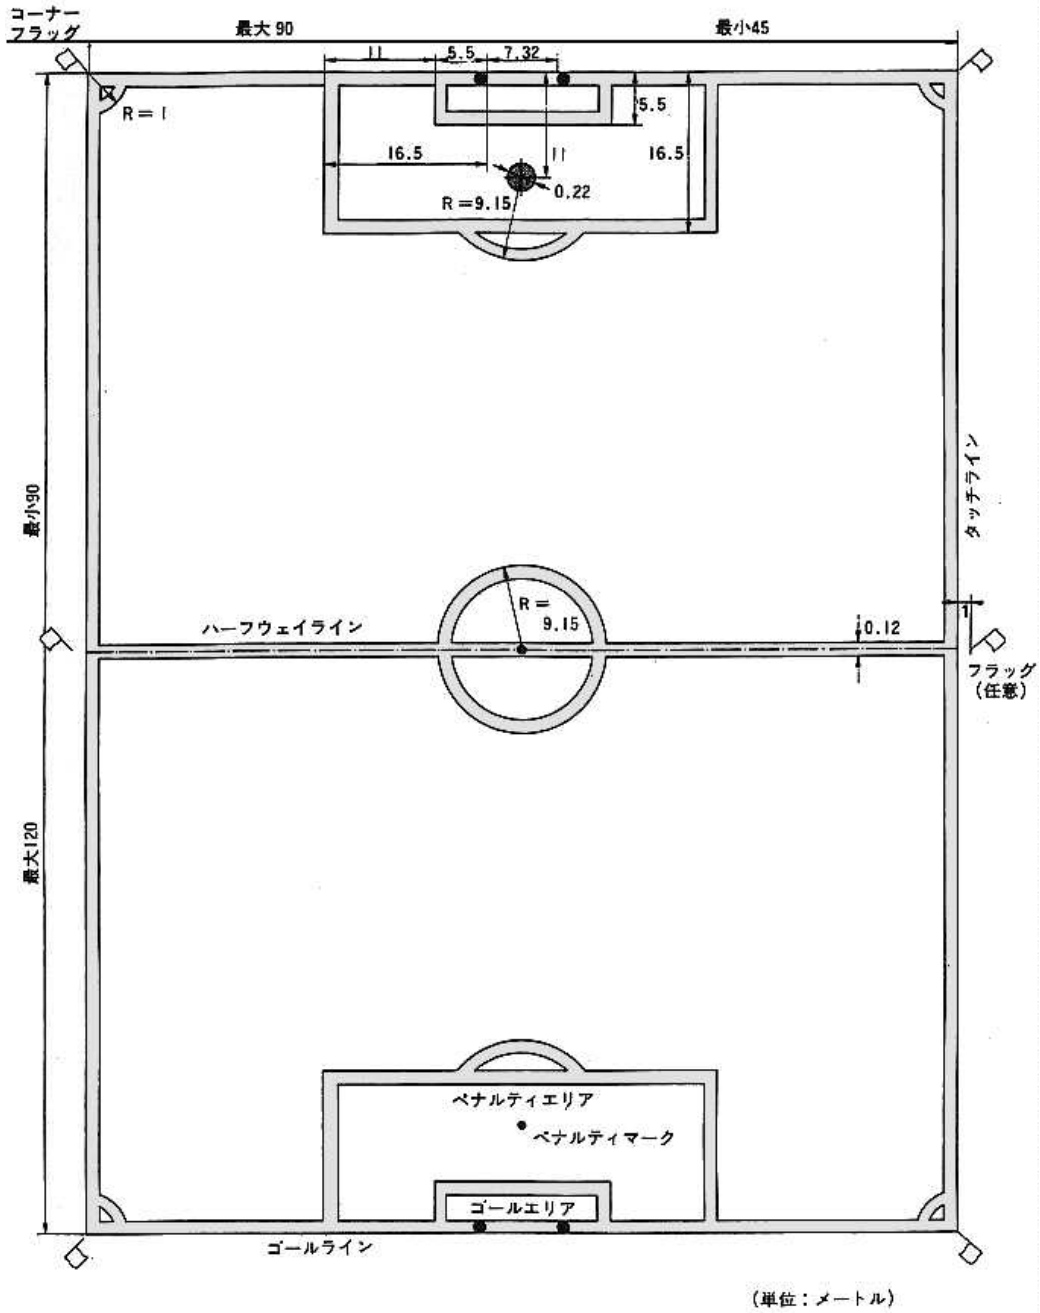 コーナー
フラッグ
最大 90
最小45
11
5.5
7.32
R=1
5.5
16.5
11
16.5
0.22
R=9.15
最小90
タッチライン
R=
9.15
ハーフウェイライン
0.12
1
フラッグ
(任意)
最大120
ペナルティエリア
ペナルティマーク
ゴールエリア
ゴールライン
(単位:メートル)